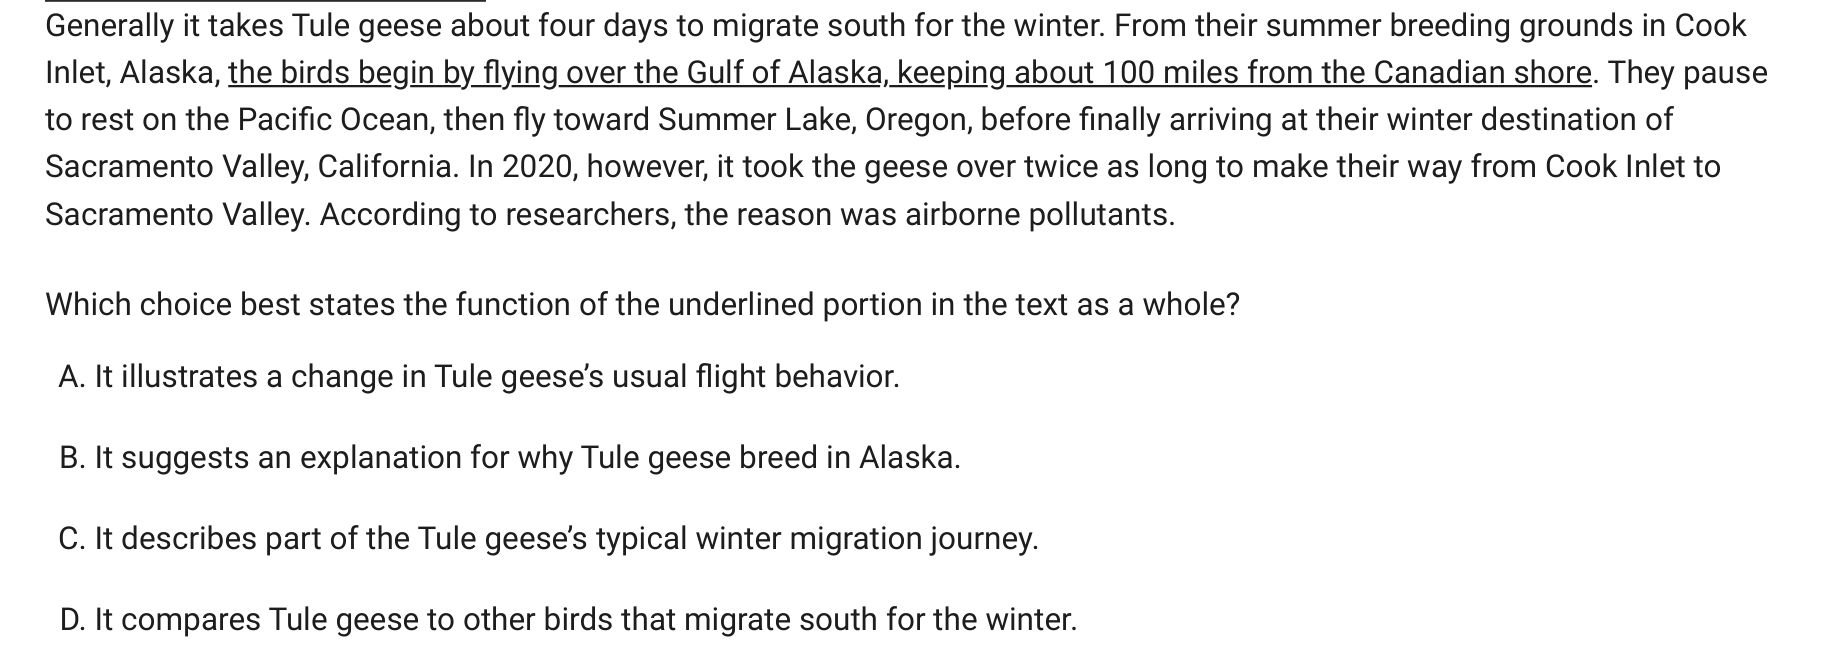 Generally it takes Tule geese about four days to migrate south for the winter. From their summer breeding grounds in Cook
Inlet, Alaska, the birds begin by flying over the Gulf of Alaska, keeping about 100 miles from the Canadian shore. They pause
to rest on the Pacific Ocean, then fly toward Summer Lake, Oregon, before finally arriving at their winter destination of
Sacramento Valley, California. In 2020, however, it took the geese over twice as long to make their way from Cook Inlet to
Sacramento Valley. According to researchers, the reason was airborne pollutants.
Which choice best states the function of the underlined portion in the text as a whole?
A. It illustrates a change in Tule geese’s usual flight behavior.
B. It suggests an explanation for why Tule geese breed in Alaska.
C. It describes part of the Tule geese’s typical winter migration journey.
D. It compares Tule geese to other birds that migrate south for the winter.